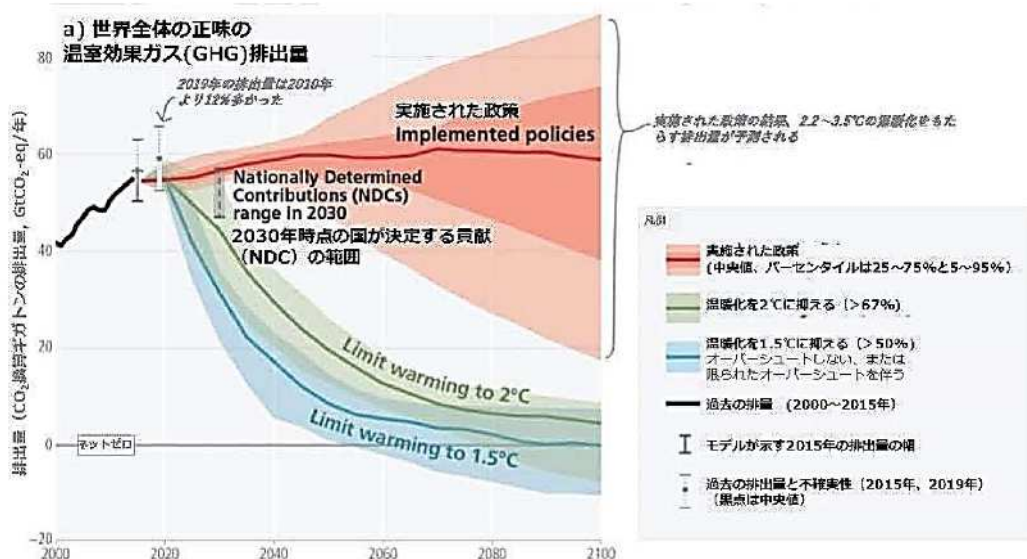 a) 世界全体の正味の
温室効果ガス(GHG)排出量
2019年の排出量は2010年
より12%多かった
実施された政策
Implemented policies
実施された政策の結果、2.2～3.5℃の温暖化をもた
らす排出量が予測される
Nationally Determined
Contributions (NDCs)
range in 2030
2030年時点の国が決定する貢献
（NDC）の範囲
Limit warming to 2°C
Limit warming to 1.5°C
ネットゼロ
排出量（CO₂換算ギガトンの排出量, GtCO₂-eq/年）
80
60
40
20
0
−20
2000
2020
2040
2060
2080
2100
凡例
実施された政策
(中央値、パーセンタイルは25～75%と5～95%）
温暖化を2℃に抑える（>67%)
温暖化を1.5℃に抑える（>50%）
オーバーシュートしない、または
限られたオーバーシュートを伴う
過去の排量 （2000～2015年）
モデルが示す2015年の排出量の幅
過去の排出量と不確実性（2015年、2019年）
（黒点は中央値）